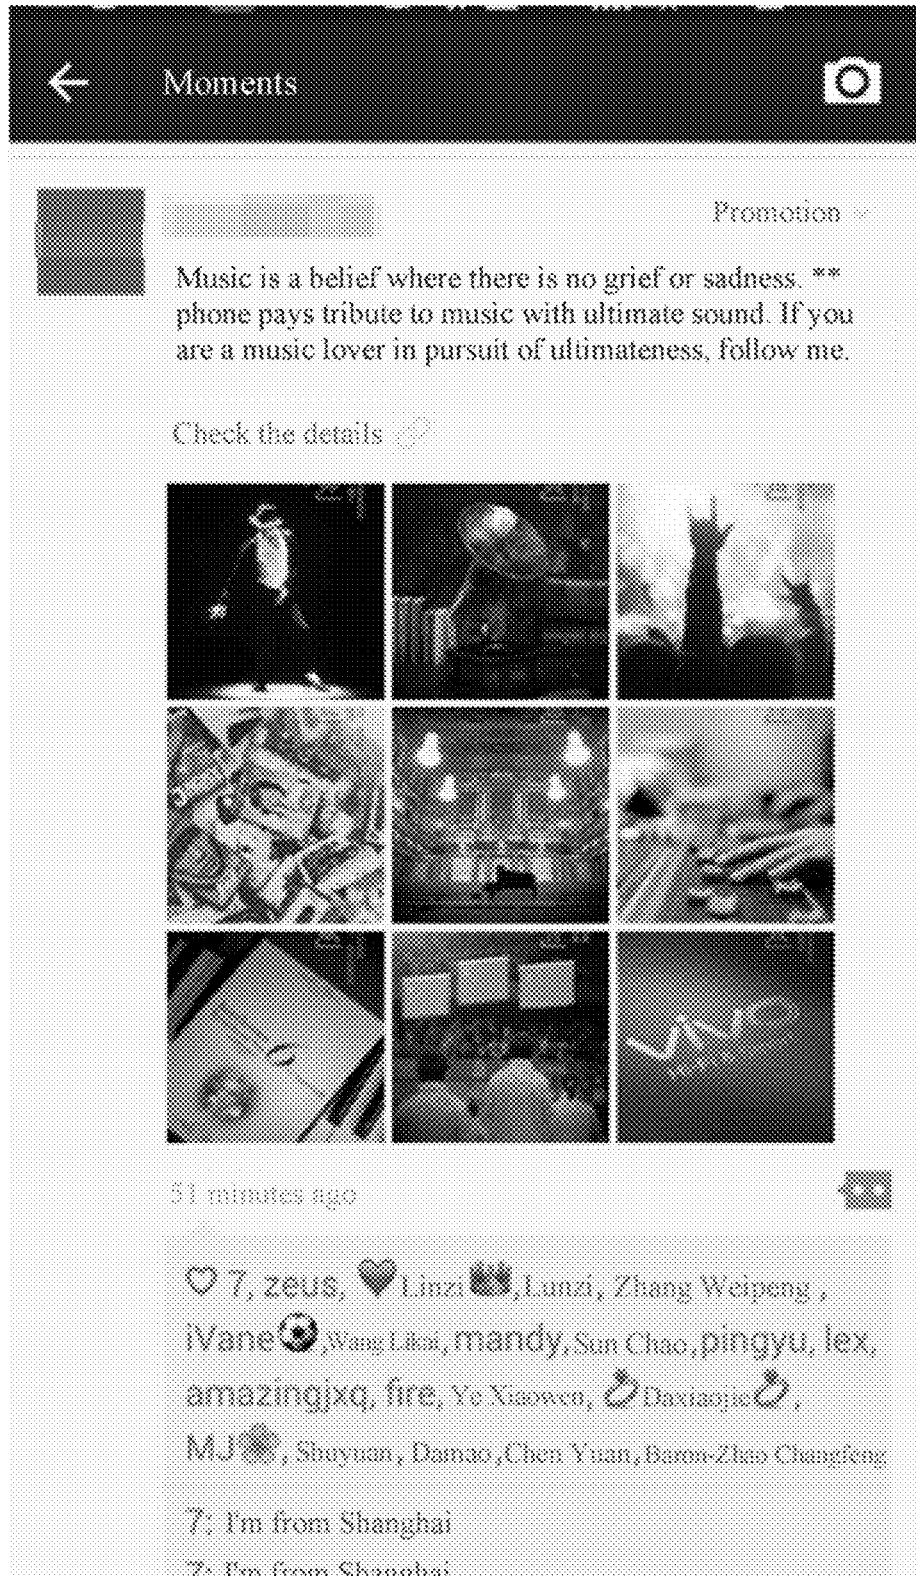 Moments
Promotion
Music is a belief where there is no grief or sadness. **
phone pays tribute to music with ultimate sound. If you
are a music lover in pursuit of ultimateness, follow me.
Check the details
51 minutes ago
7, zeus, Linzi, Lunzi, Zhang Weipeng ,
iVane, Wang Likai, mandy, Sun Chao, pingyu, lex,
amazingjxq, fire, Ye Xiaowen, Daxiaojie,
MJ, Shuyuan, Damao, Chen Yuan, Baron-Zhao Changfeng
7: I'm from Shanghai
7: I'm from Shanghai